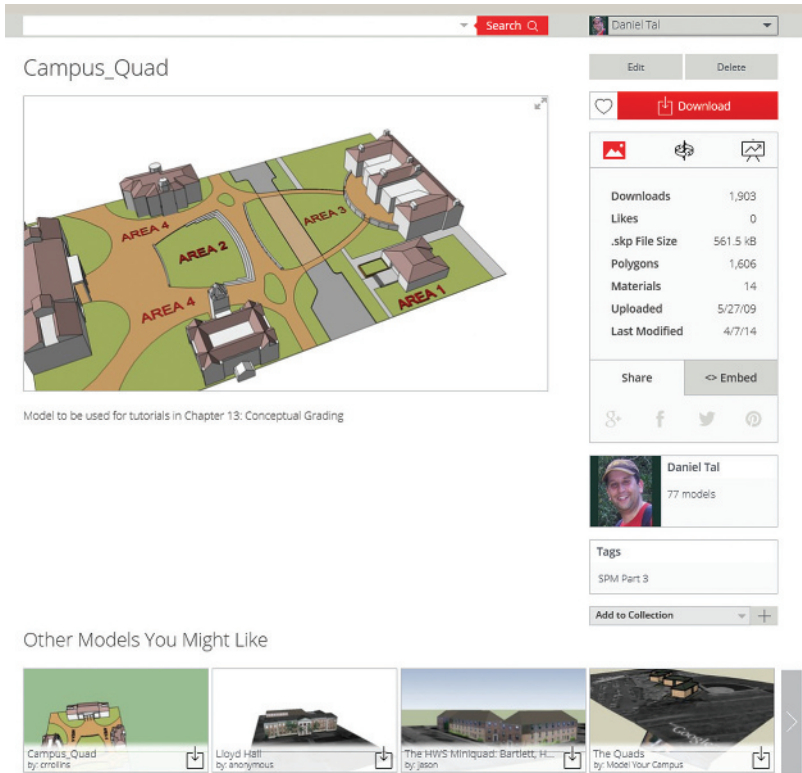 Search
Daniel Tal
Campus_Quad
Edit
Delete
Download
AREA 4
AREA 2
AREA 3
AREA 4
AREA 1
Downloads 1,903
Likes 0
.skp File Size 561.5 kB
Polygons 1,606
Materials 14
Uploaded 5/27/09
Last Modified 4/7/14
Share
<> Embed
Model to be used for tutorials in Chapter 13: Conceptual Grading
Daniel Tal
77 models
Tags
SPM Part 3
Add to Collection
Other Models You Might Like
Campus_Quad
by: crrollins
Lloyd Hall
by: anonymous
The HWS Miniquad: Bartlett, H...
by: Jason
The Quads
by: Model Your Campus
Google